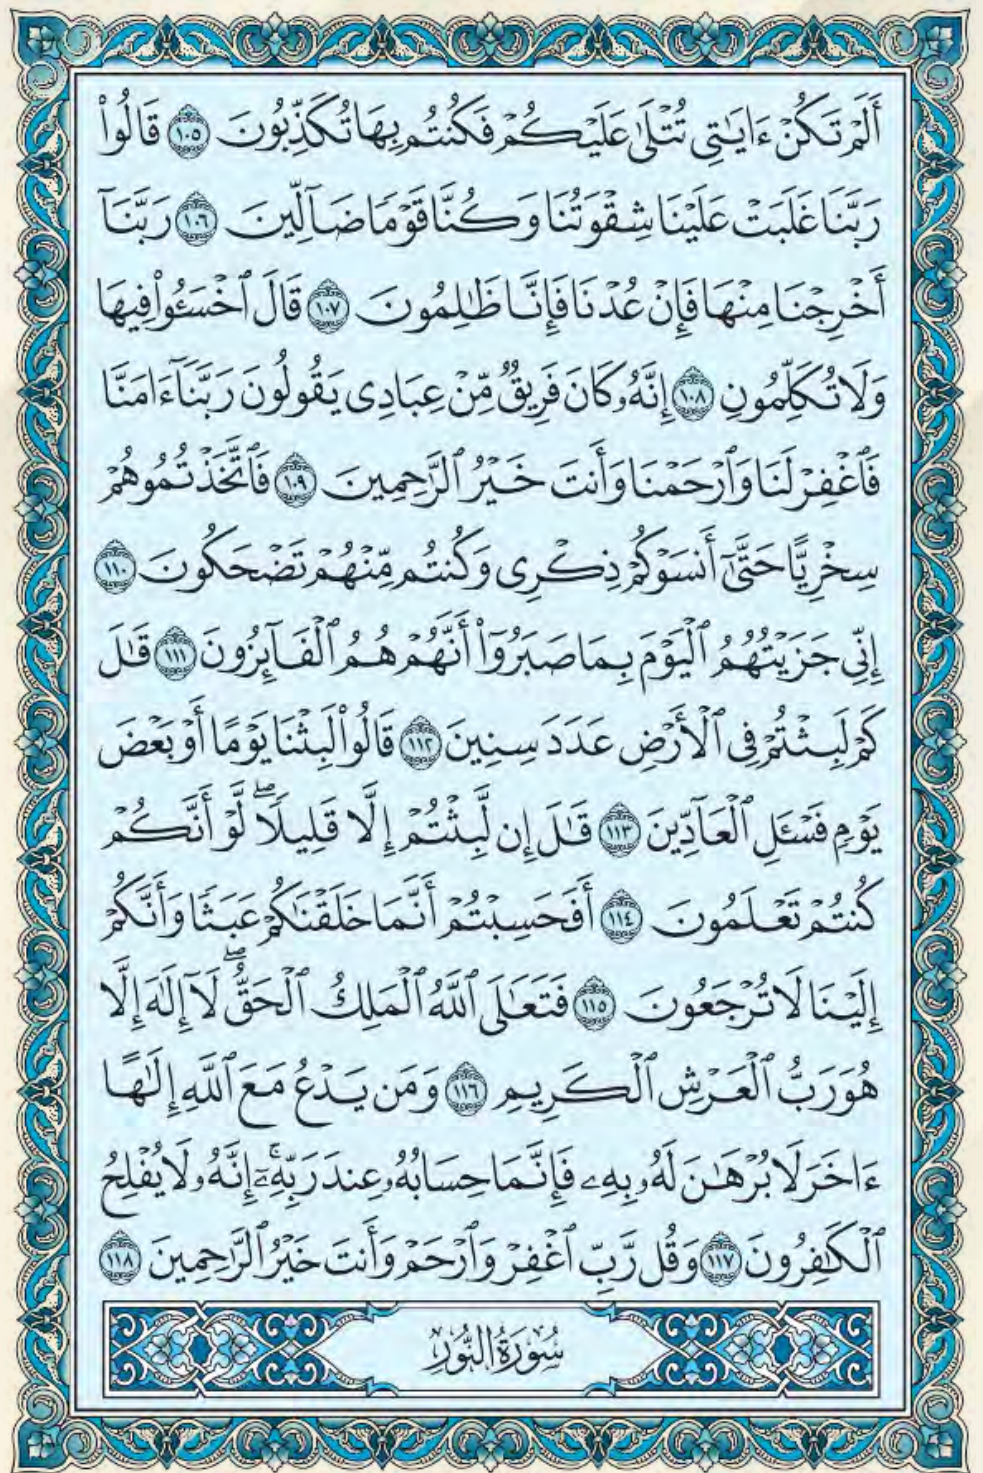 أَلَمْ تَكُنْ ءَايَـٰتِى تُتْلَىٰ عَلَيْكُمْ فَكُنتُم بِهَا تُكَذِّبُونَ ١٠٥ قَالُوا۟
رَبَّنَا غَلَبَتْ عَلَيْنَا شِقْوَتُنَا وَكُنَّا قَوْمًا ضَآلِّينَ ١٠٦ رَبَّنَآ
أَخْرِجْنَا مِنْهَا فَإِنْ عُدْنَا فَإِنَّا ظَـٰلِمُونَ ١٠٧ قَالَ ٱخْسَـُٔوا۟ فِيهَا
وَلَا تُكَلِّمُونِ ١٠٨ إِنَّهُۥ كَانَ فَرِيقٌ مِّنْ عِبَادِى يَقُولُونَ رَبَّنَآ ءَامَنَّا
فَٱغْفِرْ لَنَا وَٱرْحَمْنَا وَأَنتَ خَيْرُ ٱلرَّٰحِمِينَ ١٠٩ فَٱتَّخَذْتُمُوهُمْ
سِخْرِيًّا حَتَّىٰٓ أَنسَوْكُمْ ذِكْرِى وَكُنتُم مِّنْهُمْ تَضْحَكُونَ ١١٠
إِنِّى جَزَيْتُهُمُ ٱلْيَوْمَ بِمَا صَبَرُوٓا۟ أَنَّهُمْ هُمُ ٱلْفَآئِزُونَ ١١١ قَـٰلَ
كَمْ لَبِثْتُمْ فِى ٱلْأَرْضِ عَدَدَ سِنِينَ ١١٢ قَالُوا۟ لَبِثْنَا يَوْمًا أَوْ بَعْضَ
يَوْمٍ فَسْـَٔلِ ٱلْعَآدِّينَ ١١٣ قَـٰلَ إِن لَّبِثْتُمْ إِلَّا قَلِيلًا ۖ لَّوْ أَنَّكُمْ
كُنتُمْ تَعْلَمُونَ ١١٤ أَفَحَسِبْتُمْ أَنَّمَا خَلَقْنَـٰكُمْ عَبَثًا وَأَنَّكُمْ
إِلَيْنَا لَا تُرْجَعُونَ ١١٥ فَتَعَـٰلَى ٱللَّهُ ٱلْمَلِكُ ٱلْحَقُّ ۖ لَآ إِلَـٰهَ إِلَّا
هُوَ رَبُّ ٱلْعَرْشِ ٱلْكَرِيمِ ١١٦ وَمَن يَدْعُ مَعَ ٱللَّهِ إِلَـٰهًا
ءَاخَرَ لَا بُرْهَـٰنَ لَهُۥ بِهِۦ فَإِنَّمَا حِسَابُهُۥ عِندَ رَبِّهِۦٓ ۚ إِنَّهُۥ لَا يُفْلِحُ
ٱلْكَـٰفِرُونَ ١١٧ وَقُل رَّبِّ ٱغْفِرْ وَٱرْحَمْ وَأَنتَ خَيْرُ ٱلرَّٰحِمِينَ ١١٨
سُورَةُ النُّورِ